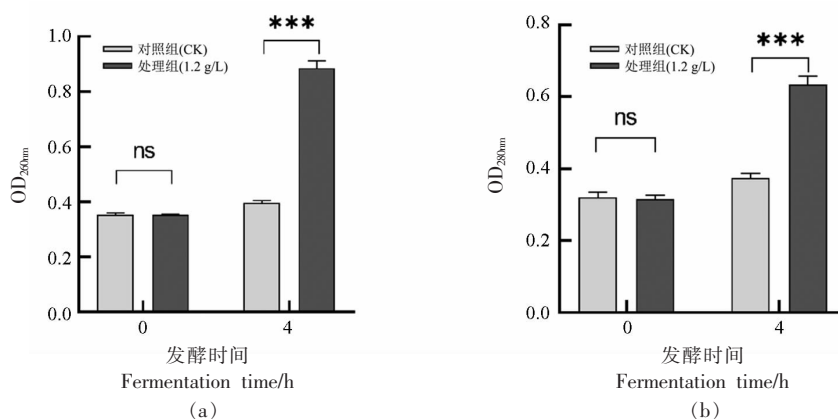 1.0
0.8
0.6
0.4
0.2
0.0
OD260nm
对照组(CK)
处理组(1.2 g/L)
ns
***
0
4
发酵时间
Fermentation time/h
(a)
0.8
0.6
0.4
0.2
0.0
OD280nm
对照组(CK)
处理组(1.2 g/L)
ns
***
0
4
发酵时间
Fermentation time/h
(b)